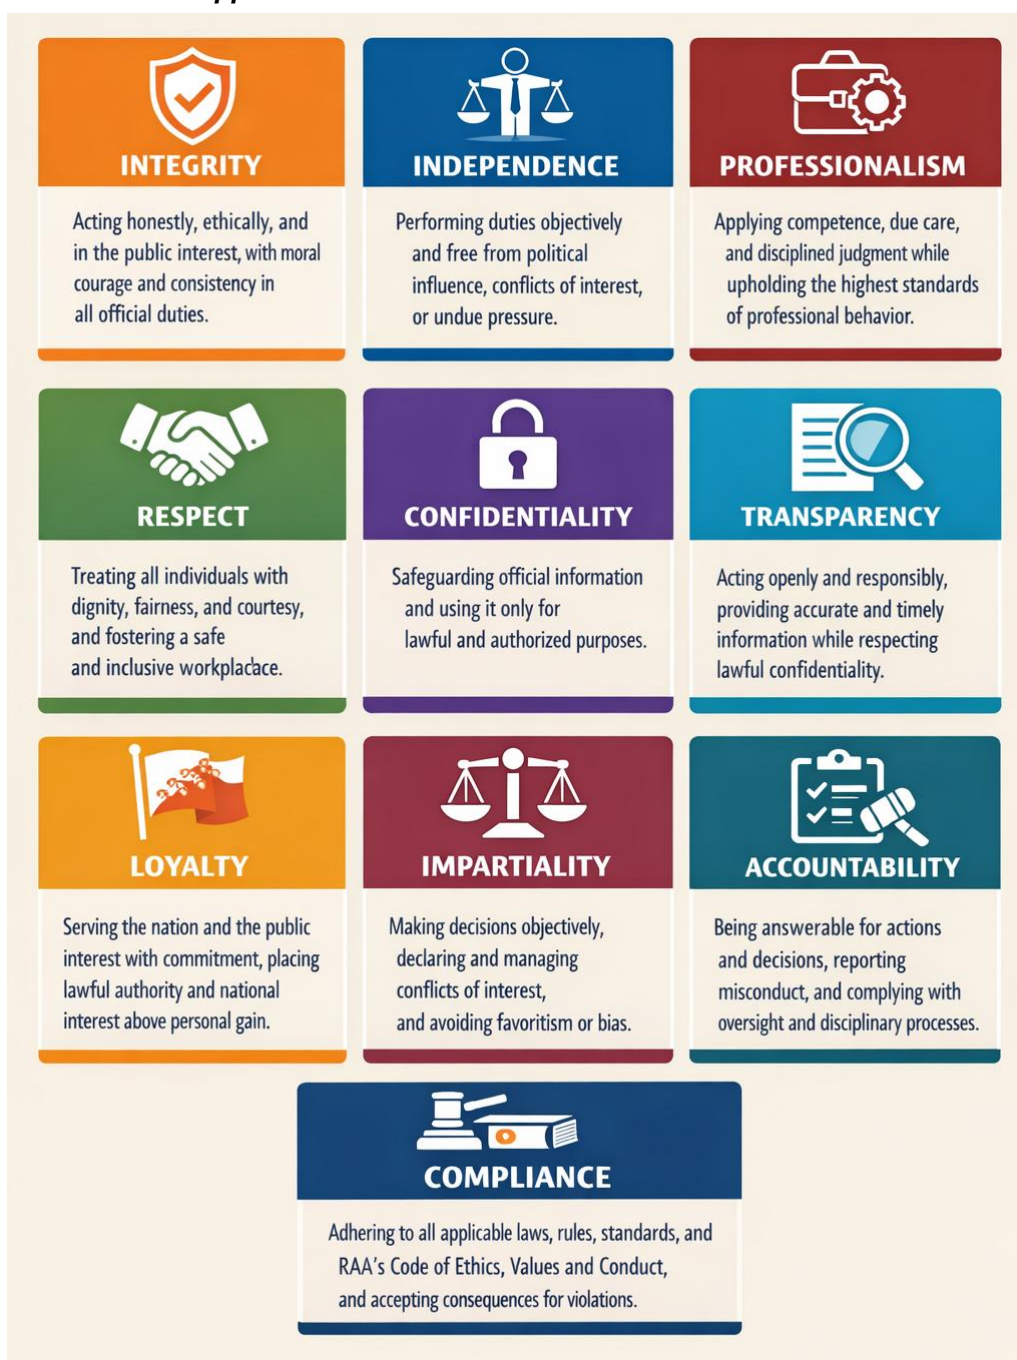 INTEGRITY
Acting honestly, ethically, and
in the public interest, with moral
courage and consistency in
all official duties.
INDEPENDENCE
Performing duties objectively
and free from political
influence, conflicts of interest,
or undue pressure.
PROFESSIONALISM
Applying competence, due care,
and disciplined judgment while
upholding the highest standards
of professional behavior.
RESPECT
Treating all individuals with
dignity, fairness, and courtesy,
and fostering a safe
and inclusive workplacace.
CONFIDENTIALITY
Safeguarding official information
and using it only for
lawful and authorized purposes.
TRANSPARENCY
Acting openly and responsibly,
providing accurate and timely
information while respecting
lawful confidentiality.
LOYALTY
Serving the nation and the public
interest with commitment, placing
lawful authority and national
interest above personal gain.
IMPARTIALITY
Making decisions objectively,
declaring and managing
conflicts of interest,
and avoiding favoritism or bias.
ACCOUNTABILITY
Being answerable for actions
and decisions, reporting
misconduct, and complying with
oversight and disciplinary processes.
COMPLIANCE
Adhering to all applicable laws, rules, standards, and
RAA's Code of Ethics, Values and Conduct,
and accepting consequences for violations.